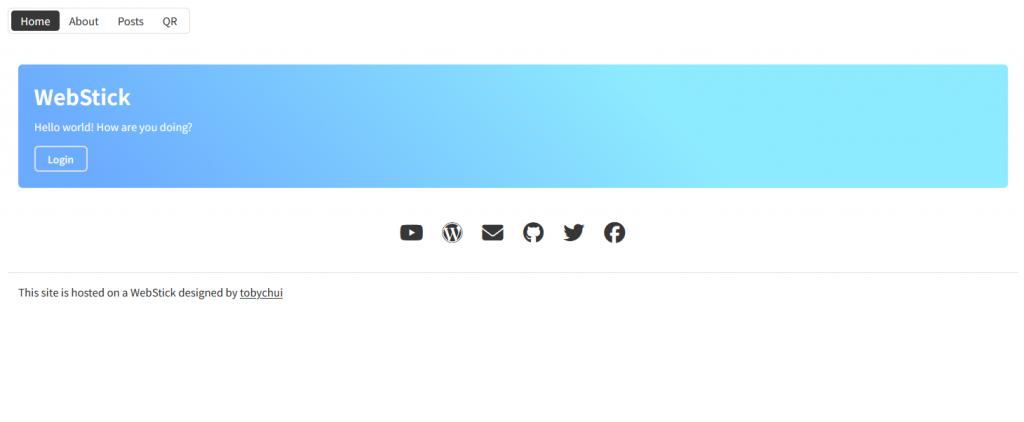 Home About Posts QR
WebStick
Hello world! How are you doing?
Login
This site is hosted on a WebStick designed by tobychui